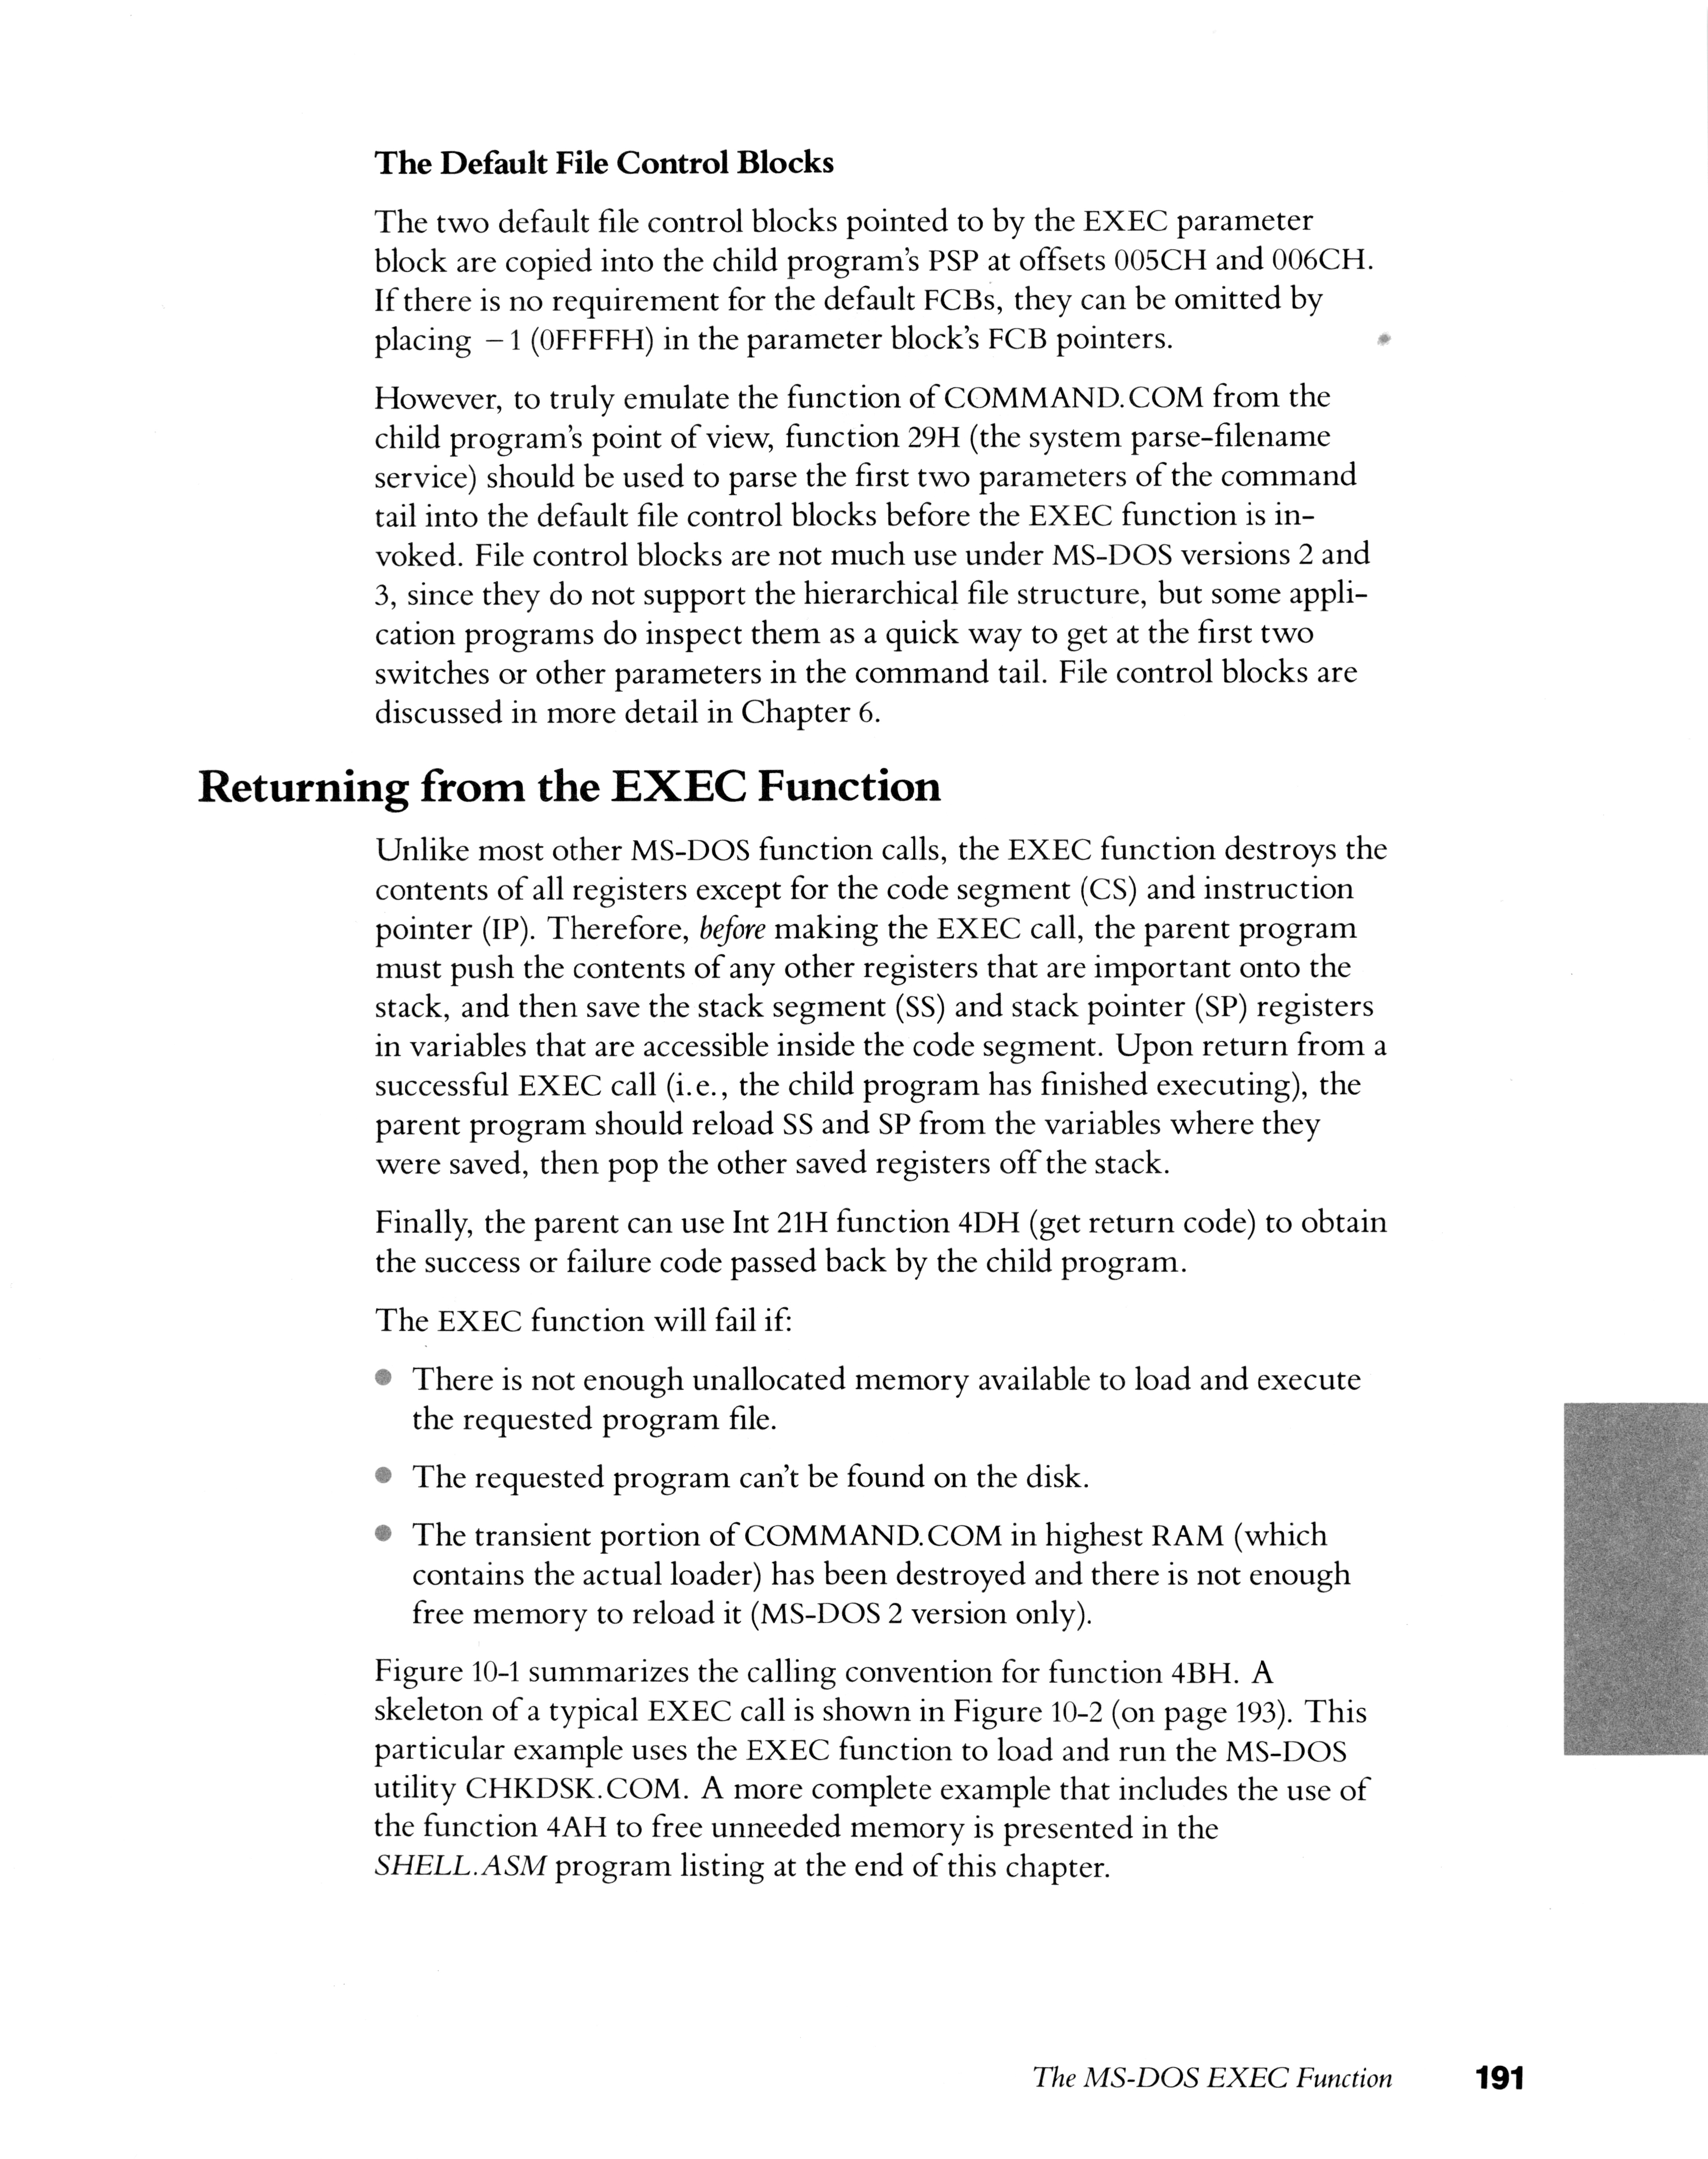 The Default File Control Blocks
The two default file control blocks pointed to by the EXEC parameter
block are copied into the child program's PSP at offsets 005CH and 006CH.
If there is no requirement for the default FCBs, they can be omitted by
placing −1 (0FFFFH) in the parameter block's FCB pointers.
However, to truly emulate the function of COMMAND.COM from the
child program's point of view, function 29H (the system parse-filename
service) should be used to parse the first two parameters of the command
tail into the default file control blocks before the EXEC function is in-
voked. File control blocks are not much use under MS-DOS versions 2 and
3, since they do not support the hierarchical file structure, but some appli-
cation programs do inspect them as a quick way to get at the first two
switches or other parameters in the command tail. File control blocks are
discussed in more detail in Chapter 6.
Returning from the EXEC Function
Unlike most other MS-DOS function calls, the EXEC function destroys the
contents of all registers except for the code segment (CS) and instruction
pointer (IP). Therefore, before making the EXEC call, the parent program
must push the contents of any other registers that are important onto the
stack, and then save the stack segment (SS) and stack pointer (SP) registers
in variables that are accessible inside the code segment. Upon return from a
successful EXEC call (i.e., the child program has finished executing), the
parent program should reload SS and SP from the variables where they
were saved, then pop the other saved registers off the stack.
Finally, the parent can use Int 21H function 4DH (get return code) to obtain
the success or failure code passed back by the child program.
The EXEC function will fail if:
● There is not enough unallocated memory available to load and execute
the requested program file.
● The requested program can't be found on the disk.
● The transient portion of COMMAND.COM in highest RAM (which
contains the actual loader) has been destroyed and there is not enough
free memory to reload it (MS-DOS 2 version only).
Figure 10-1 summarizes the calling convention for function 4BH. A
skeleton of a typical EXEC call is shown in Figure 10-2 (on page 193). This
particular example uses the EXEC function to load and run the MS-DOS
utility CHKDSK.COM. A more complete example that includes the use of
the function 4AH to free unneeded memory is presented in the
SHELL.ASM program listing at the end of this chapter.
The MS-DOS EXEC Function 191